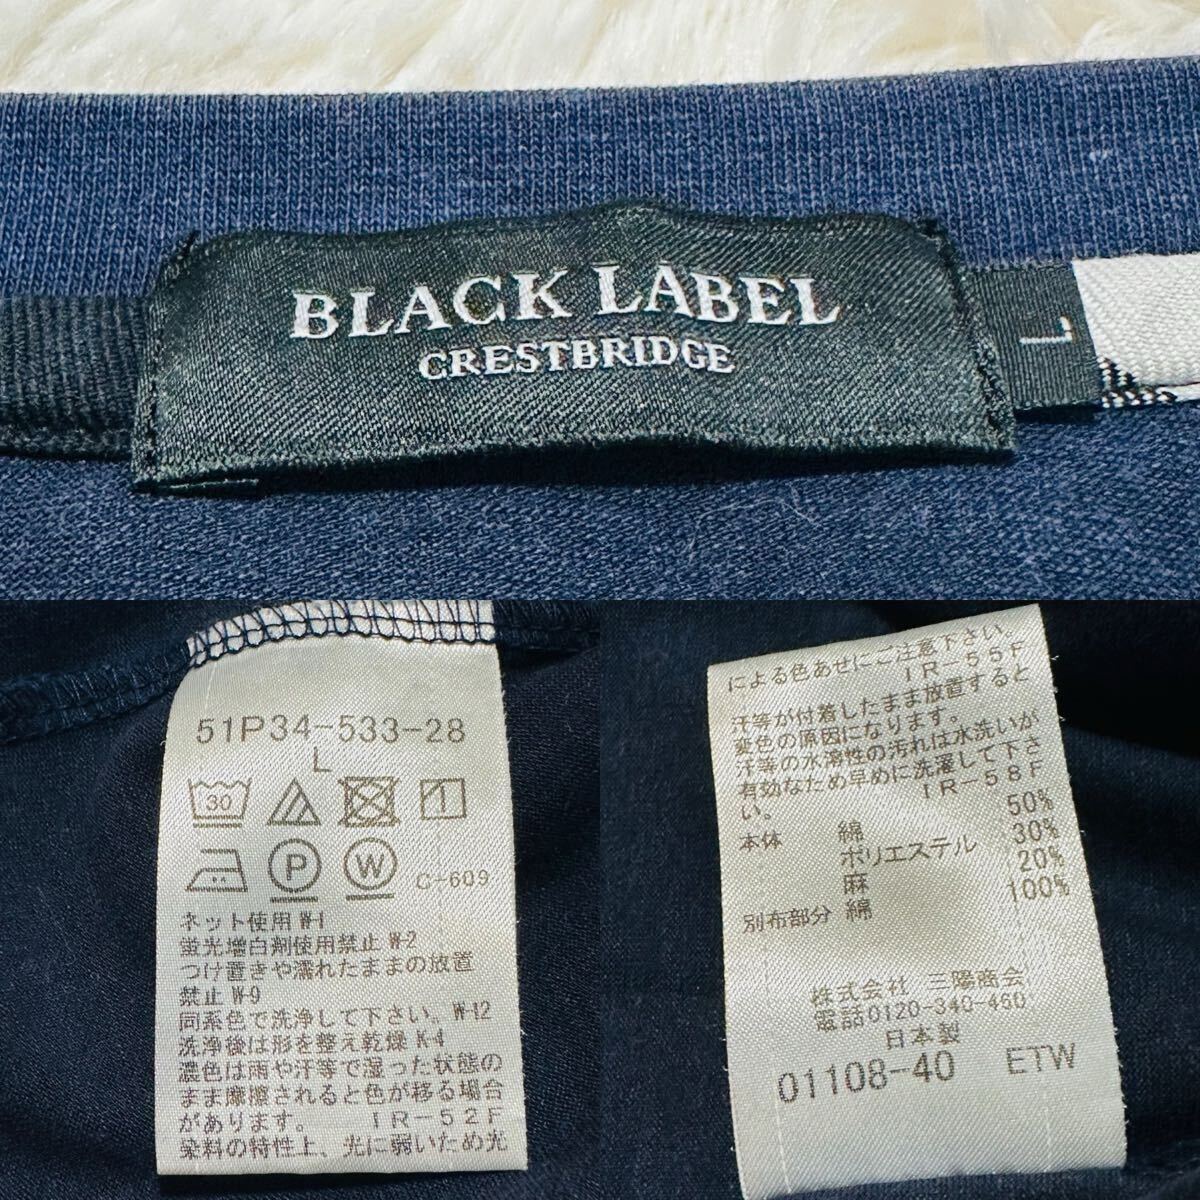 BLACK LABEL
CRESTBRIDGE
L
51P34-533-28
L
30
P
W
C-609
ネット使用 W-1
蛍光増白剤使用禁止 W-2
つけ置きや濡れたままの放置
禁止 W-9
同系色で洗浄して下さい。W-12
洗浄後は形を整え乾燥 K-4
濃色は雨や汗等で湿った状態の
まま摩擦されると色が移る場合
があります。 IR-52F
染料の特性上、光に弱いため光
による色あせにご注意下さい。
IR-55F
汗等が付着したまま放置すると
変色の原因になります。
汗等の水溶性の汚れは水洗いが
有効なため早めに洗濯して下さ
い。 IR-58F
本体 綿 50%
ポリエステル 30%
麻 20%
別布部分 綿 100%
株式会社 三陽商会
電話0120-340-460
日本製
01108-40 ETW